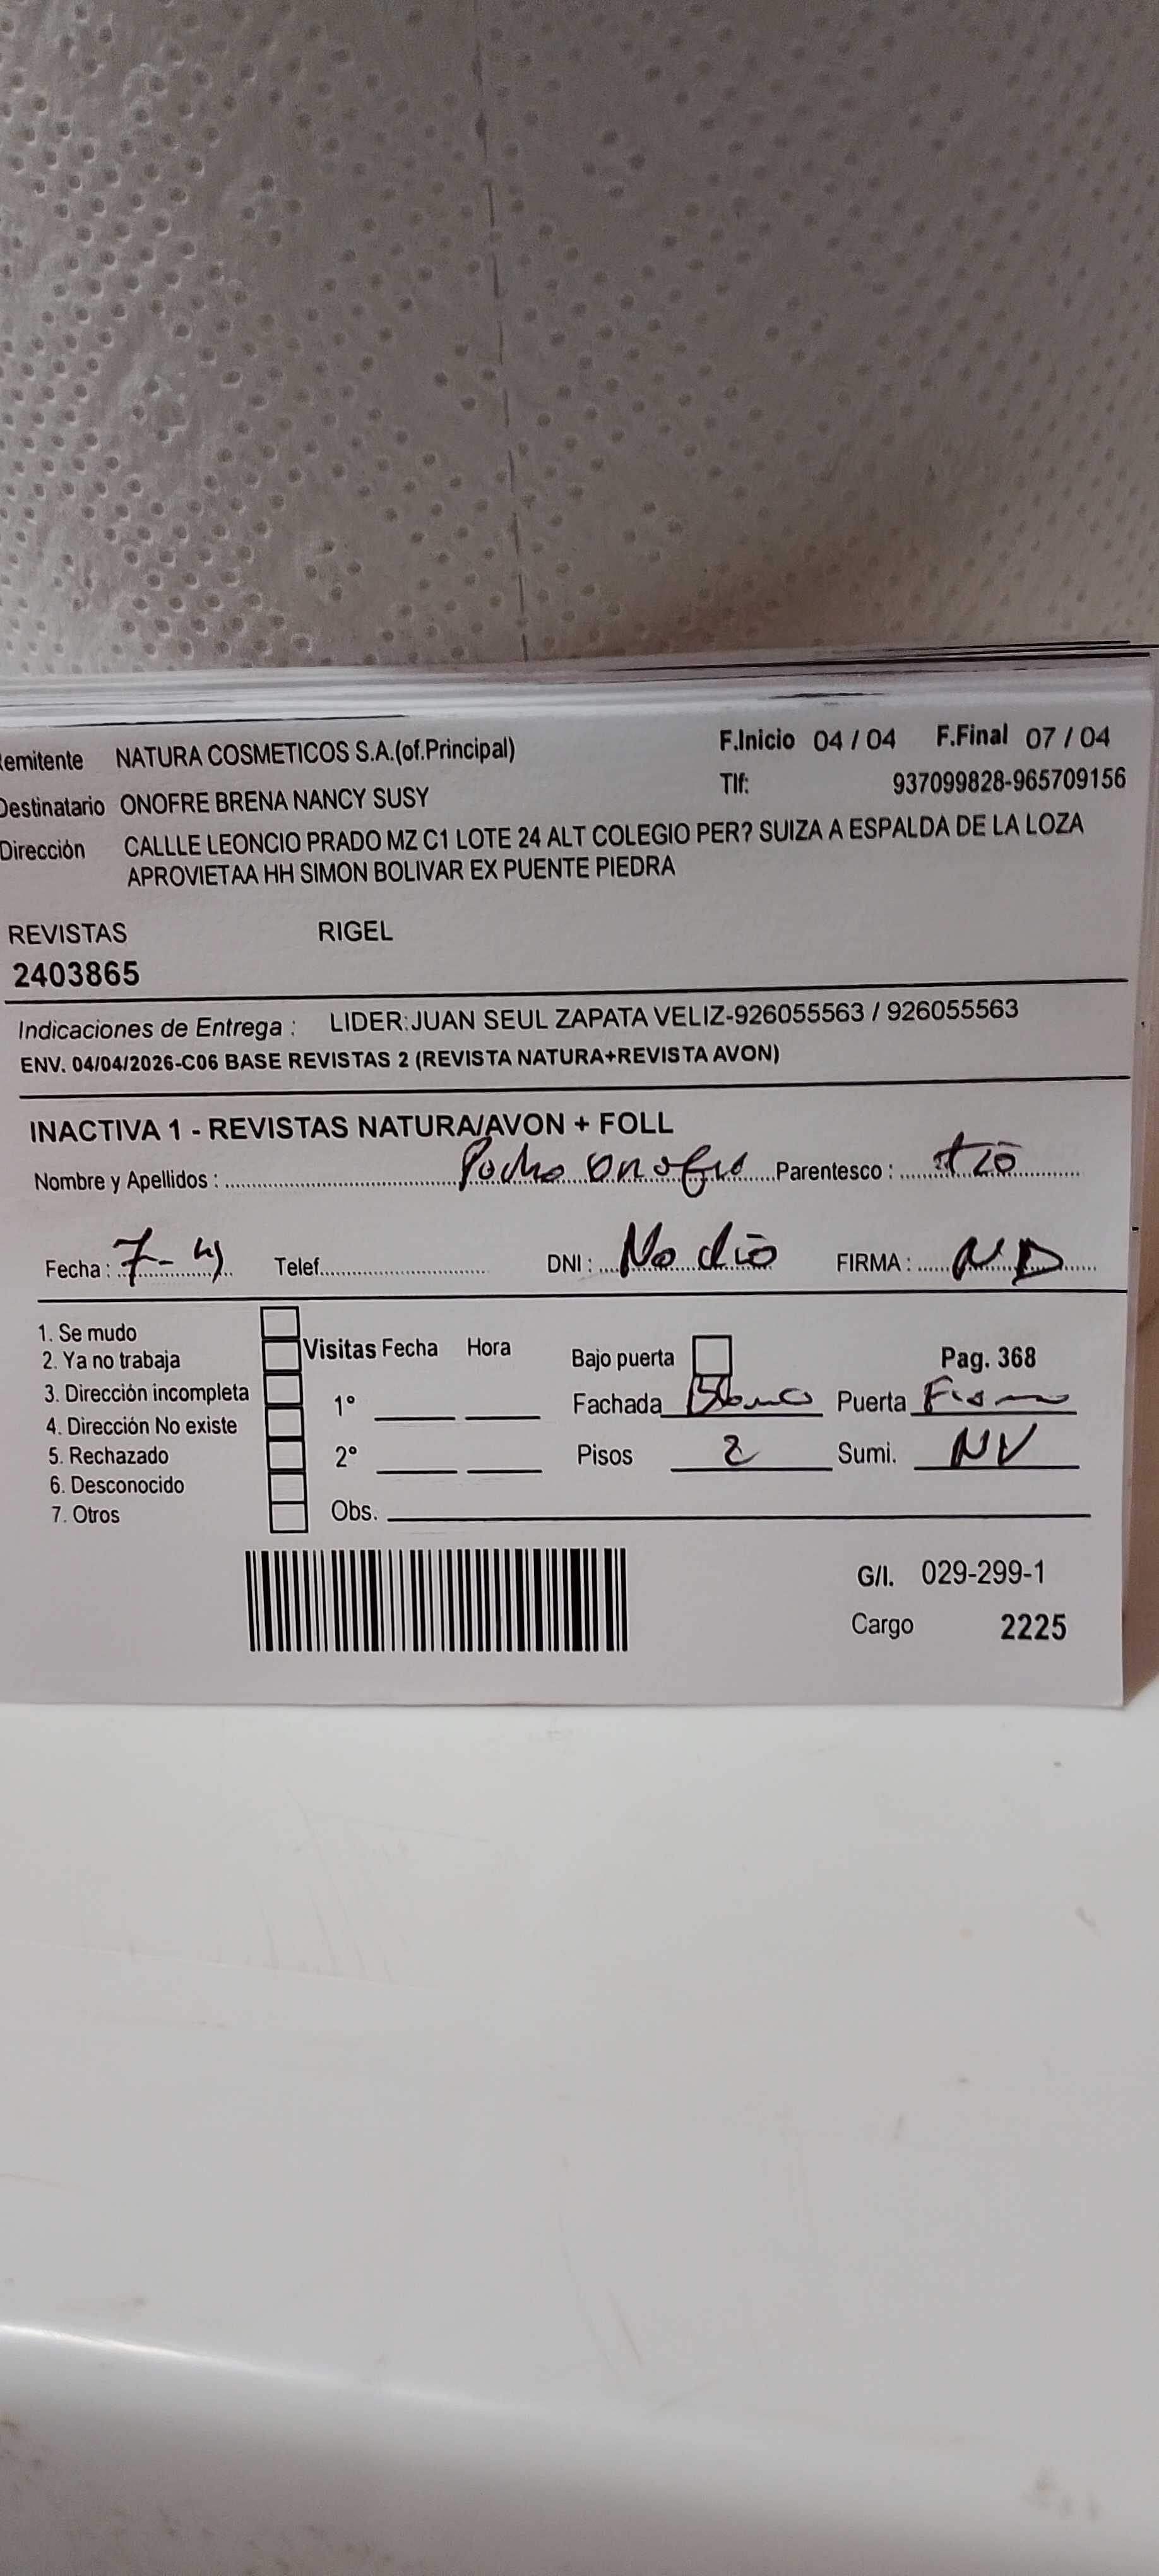 emitente NATURA COSMETICOS S.A.(of.Principal) F.Inicio 04 / 04 F.Final 07 / 04
Destinatario ONOFRE BRENA NANCY SUSY Tlf: 937099828-965709156
Dirección CALLLE LEONCIO PRADO MZ C1 LOTE 24 ALT COLEGIO PER? SUIZA A ESPALDA DE LA LOZA
APROVIETAA HH SIMON BOLIVAR EX PUENTE PIEDRA
REVISTAS RIGEL
2403865
Indicaciones de Entrega : LIDER:JUAN SEUL ZAPATA VELIZ-926055563 / 926055563
ENV. 04/04/2026-C06 BASE REVISTAS 2 (REVISTA NATURA+REVISTA AVON)
INACTIVA 1 - REVISTAS NATURA/AVON + FOLL
Nombre y Apellidos : Onofre Parentesco : tio
Fecha : 7- Telef. DNI : No dio FIRMA : ND
1. Se mudo
2. Ya no trabaja
3. Dirección incompleta
4. Dirección No existe
5. Rechazado
6. Desconocido
7. Otros
Visitas Fecha Hora
1°
2°
Obs.
Bajo puerta Pag. 368
Fachada Blanco Puerta
Pisos 2 Sumi. NV
G/I. 029-299-1
Cargo 2225